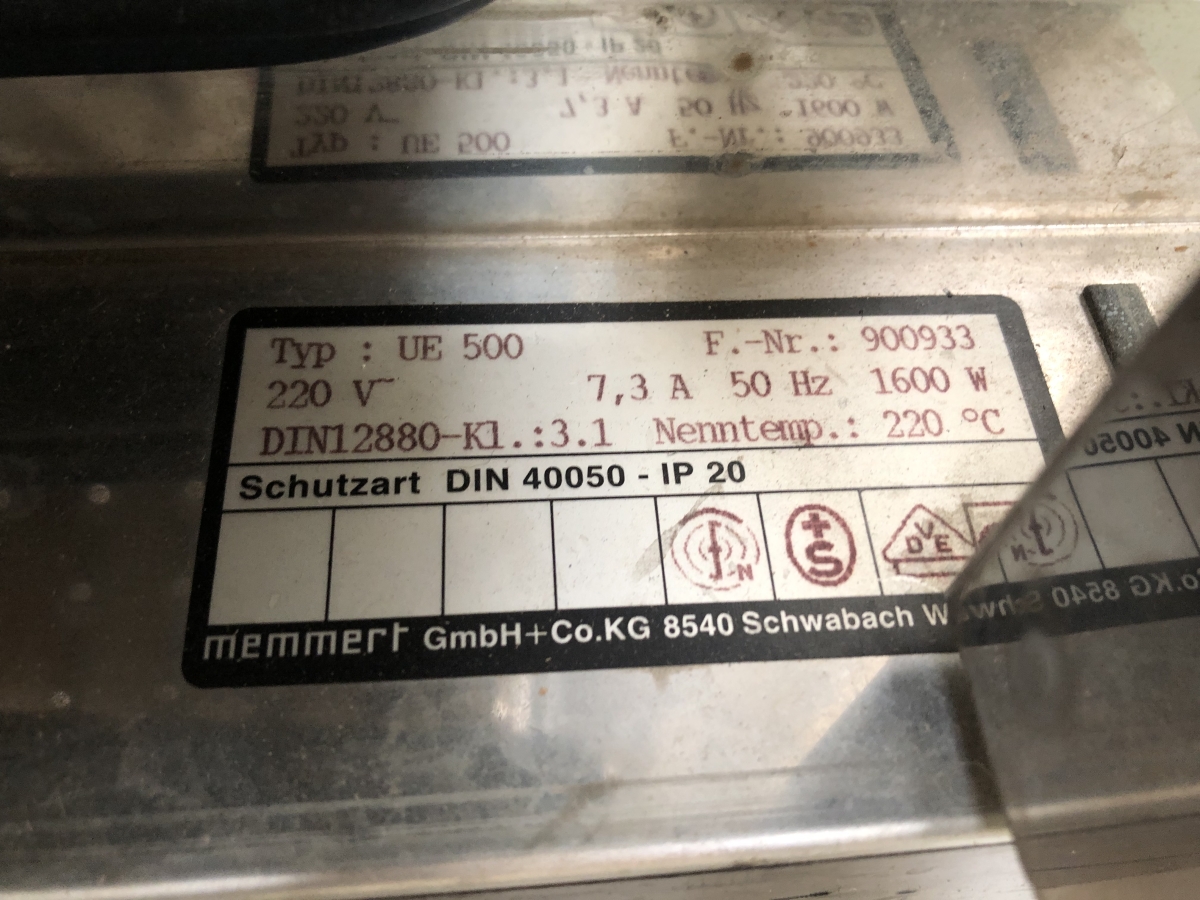 Typ : UE 500 F.-Nr.: 900933
220 V~ 7,3 A 50 Hz 1600 W
DIN12880-Kl.:3.1 Nenntemp.: 220 °C
Schutzart DIN 40050 - IP 20
N +S DVE
memmert GmbH+Co.KG 8540 Schwabach